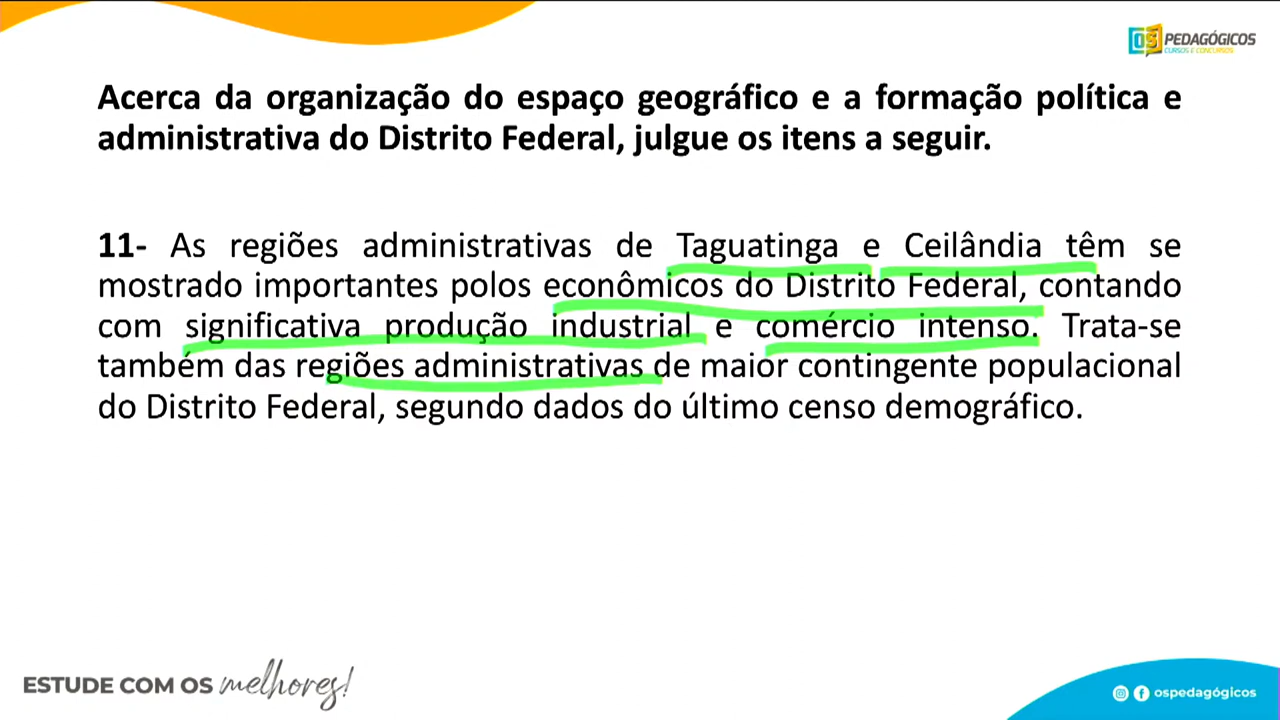 OS PEDAGÓGICOS
CURSOS E CONCURSOS
Acerca da organização do espaço geográfico e a formação política e
administrativa do Distrito Federal, julgue os itens a seguir.
11- As regiões administrativas de Taguatinga e Ceilândia têm se
mostrado importantes polos econômicos do Distrito Federal, contando
com significativa produção industrial e comércio intenso. Trata-se
também das regiões administrativas de maior contingente populacional
do Distrito Federal, segundo dados do último censo demográfico.
ESTUDE COM OS melhores!
ospedagógicos